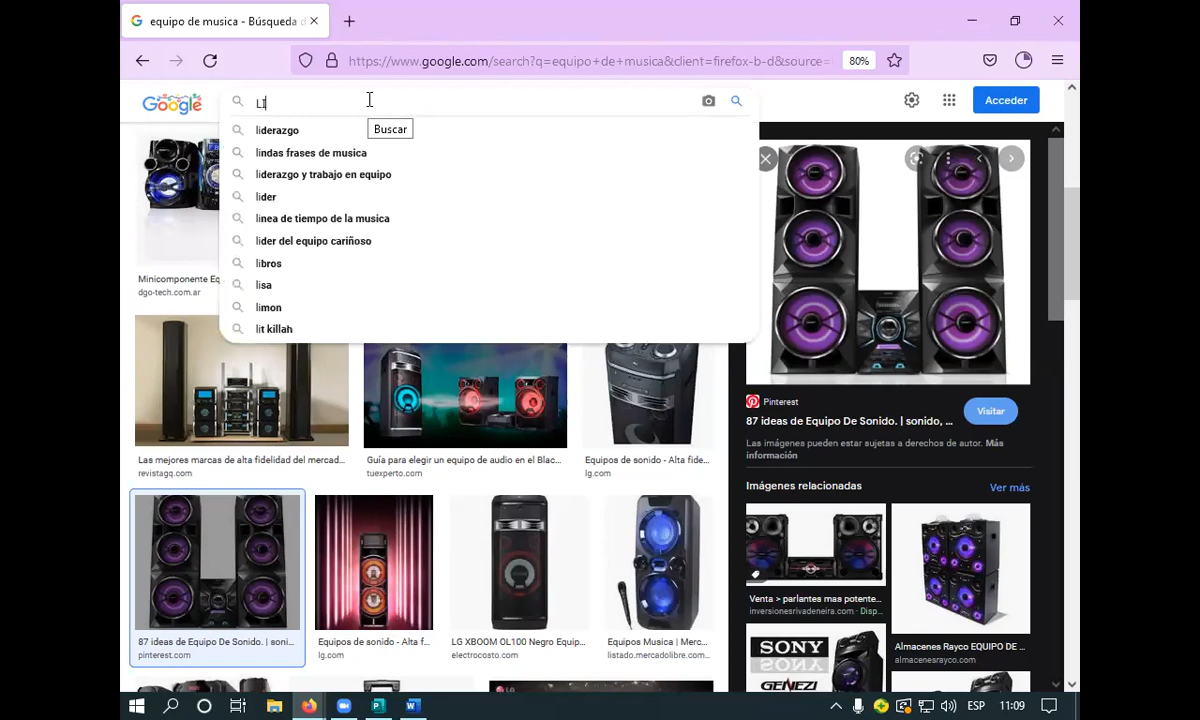 equipo de musica - Búsqueda d
https://www.google.com/search?q=equipo+de+musica&client=firefox-b-d&source=
80%
Google
LI
Acceder
Buscar
liderazgo
lindas frases de musica
liderazgo y trabajo en equipo
lider
linea de tiempo de la musica
lider del equipo cariñoso
libros
lisa
limon
lit killah
Minicomponente Eq
dgo-tech.com.ar
Las mejores marcas de alta fidelidad del mercad...
revistagq.com
Guía para elegir un equipo de audio en el Blac...
tuexperto.com
Equipos de sonido - Alta fide...
lg.com
87 ideas de Equipo De Sonido. | soni...
pinterest.com
Equipos de sonido - Alta f...
lg.com
LG XBOOM OL100 Negro Equip...
electrocosto.com
Equipos Musica | Merc...
listado.mercadolibre.com...
LG
Pinterest
87 ideas de Equipo De Sonido. | sonido, ...
Visitar
Las imágenes pueden estar sujetas a derechos de autor. Más
información
Imágenes relacionadas
Ver más
Venta > parlantes mas potente...
inversionesrivadeneira.com · Disp...
Almacenes Rayco EQUIPO DE ...
almacenesrayco.com
SONY
GENEZI
ESP
11:09